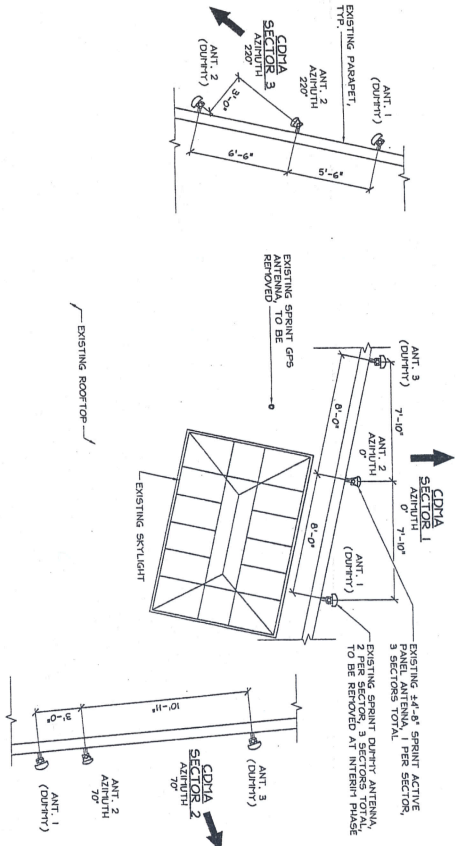 EXISTING PARAPET,
TYP.
ANT. 1
(DUMMY)
ANT. 2
AZIMUTH
220°
CDMA
SECTOR 3
AZIMUTH
220°
ANT. 2
(DUMMY)
3'-0"
6'-6"
5'-6"
CDMA
SECTOR 1
AZIMUTH
0°
ANT. 3
(DUMMY)
7'-10"
7'-10"
ANT. 2
AZIMUTH
0°
8'-0"
8'-0"
ANT. 1
(DUMMY)
EXISTING ±4'-8" SPRINT ACTIVE
PANEL ANTENNA, 1 PER SECTOR,
3 SECTORS TOTAL
EXISTING SPRINT DUMMY ANTENNA,
2 PER SECTOR, 3 SECTORS TOTAL,
TO BE REMOVED AT INTERIM PHASE
EXISTING SPRINT GPS
ANTENNA, TO BE
REMOVED
EXISTING ROOFTOP
EXISTING SKYLIGHT
ANT. 3
(DUMMY)
CDMA
SECTOR 2
AZIMUTH
70°
10'-11"
3'-0"
ANT. 2
AZIMUTH
70°
ANT. 1
(DUMMY)